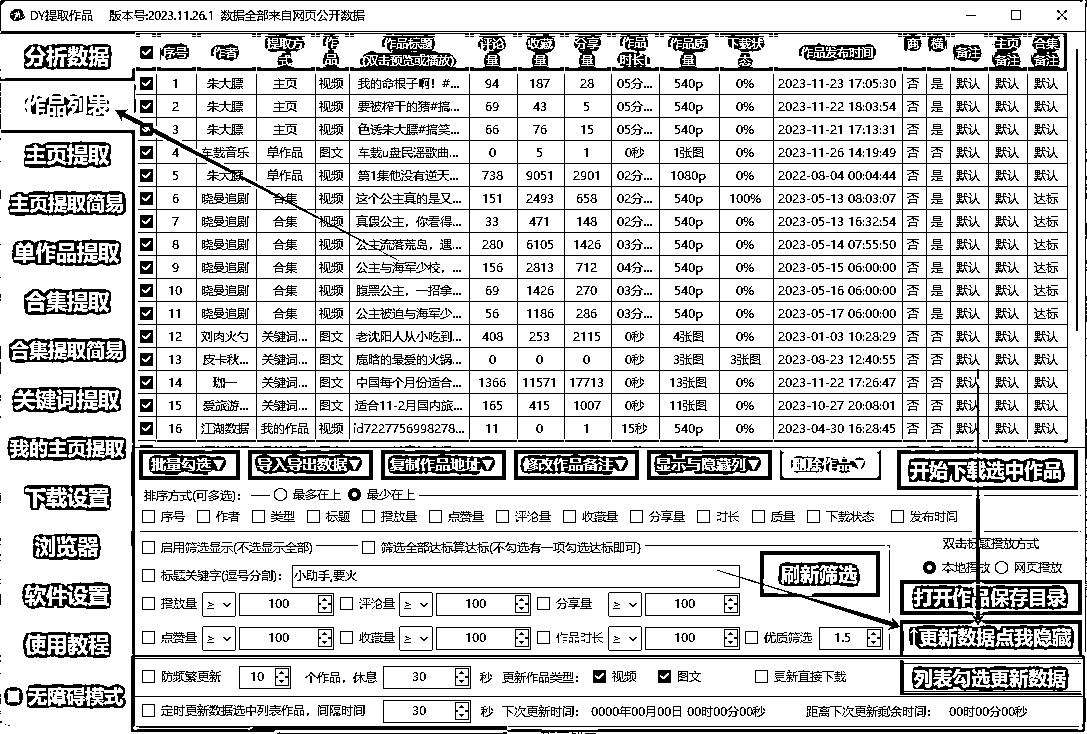 DY提取作品 版本号:2023.11.26.1 数据全部来自网页公开数据
分析数据
作品列表
主页提取
主页提取简易
单作品提取
合集提取
合集提取简易
关键词提取
我的主页提取
下载设置
浏览器
软件设置
使用教程
无障碍模式
序号 作者 提取方式 作品 作品标题(双击预览或播放) 评论量 收藏量 分享量 作品时长 作品质量 下载状态 作品发布时间 商 横 备注 主页备注 合集备注
1 朱大臕 主页 视频 我的命根子啊！#... 94 187 28 05分... 540p 0% 2023-11-23 17:05:30 否 是 默认 默认 默认
2 朱大臕 主页 视频 要被榨干的猪#搞... 69 43 5 05分... 540p 0% 2023-11-22 18:03:54 否 是 默认 默认 默认
3 朱大臕 主页 视频 色诱朱大臕#搞笑... 66 76 15 05分... 540p 0% 2023-11-21 17:13:31 否 是 默认 默认 默认
4 车载音乐 单作品 图文 车载u盘民谣歌曲... 0 5 1 0秒 1张图 0% 2023-11-26 14:19:49 否 否 默认 默认 默认
5 朱大臕 单作品 视频 第1集他没有逆天... 738 9051 2901 02分... 1080p 0% 2022-08-04 00:04:44 否 是 默认 默认 默认
6 晓曼追剧 合集 视频 这个公主真的是又... 151 2493 658 02分... 540p 100% 2023-05-13 08:03:07 否 是 默认 默认 达标
7 晓曼追剧 合集 视频 真假公主，你看得... 33 471 148 02分... 540p 0% 2023-05-13 16:32:54 否 是 默认 默认 达标
8 晓曼追剧 合集 视频 公主流落荒岛，遇... 280 6105 1426 03分... 540p 0% 2023-05-14 07:55:50 否 是 默认 默认 达标
9 晓曼追剧 合集 视频 公主与海军少校，... 156 2813 712 04分... 540p 0% 2023-05-15 06:00:00 否 是 默认 默认 达标
10 晓曼追剧 合集 视频 腹黑公主，一招拿... 69 1426 270 03分... 540p 0% 2023-05-16 06:00:00 否 是 默认 默认 达标
11 晓曼追剧 合集 视频 公主被迫与海军少... 56 1186 286 03分... 540p 0% 2023-05-17 06:00:00 否 是 默认 默认 达标
12 刘肉火勺 关键词... 图文 老沈阳人从小吃到... 408 253 2115 0秒 4张图 0% 2023-01-03 10:28:29 否 否 默认 默认 默认
13 皮卡秋... 关键词... 图文 鹿晗的最爱的火锅... 0 0 0 0秒 3张图 3张图 2023-08-23 12:40:55 否 否 默认 默认 默认
14 珈一 关键词... 图文 中国每个月份适合... 1366 11571 17713 0秒 13张图 0% 2023-11-22 17:26:47 否 否 默认 默认 默认
15 爱旅游... 关键词... 图文 适合11-2月国内旅... 165 415 1007 0秒 11张图 0% 2023-10-27 20:08:01 否 否 默认 默认 默认
16 江湖数据 我的作品 视频 id7227756998278... 11 0 1 15秒 540p 0% 2023-04-30 16:28:45 否 否 默认 默认 默认
批量勾选▽ 导入导出数据▽ 复制作品地址▽ 修改作品备注▽ 显示与隐藏列▽ 删除作品▽ 开始下载选中作品
排序方式(可多选): 最多在上 最少在上
序号 作者 类型 标题 播放量 点赞量 评论量 收藏量 分享量 时长 质量 下载状态 发布时间
启用筛选显示(不选显示全部) 筛选全部达标算达标(不勾选有一项勾选达标即可)
双击标题播放方式
标题关键字(逗号分割): 小助手,要火 刷新筛选 本地播放 网页播放
播放量 ≥ 100 评论量 ≥ 100 分享量 ≥ 100 打开作品保存目录
点赞量 ≥ 100 收藏量 ≥ 100 作品时长 ≥ 100 优质筛选 1.5 ↑更新数据点我隐藏
防频繁更新 10 个作品，休息 30 秒 更新作品类型: 视频 图文 更新直接下载 列表勾选更新数据
定时更新数据选中列表作品，间隔时间 30 秒 下次更新时间: 0000年00月00日 00时00分00秒 距离下次更新剩余时间: 00时00分00秒